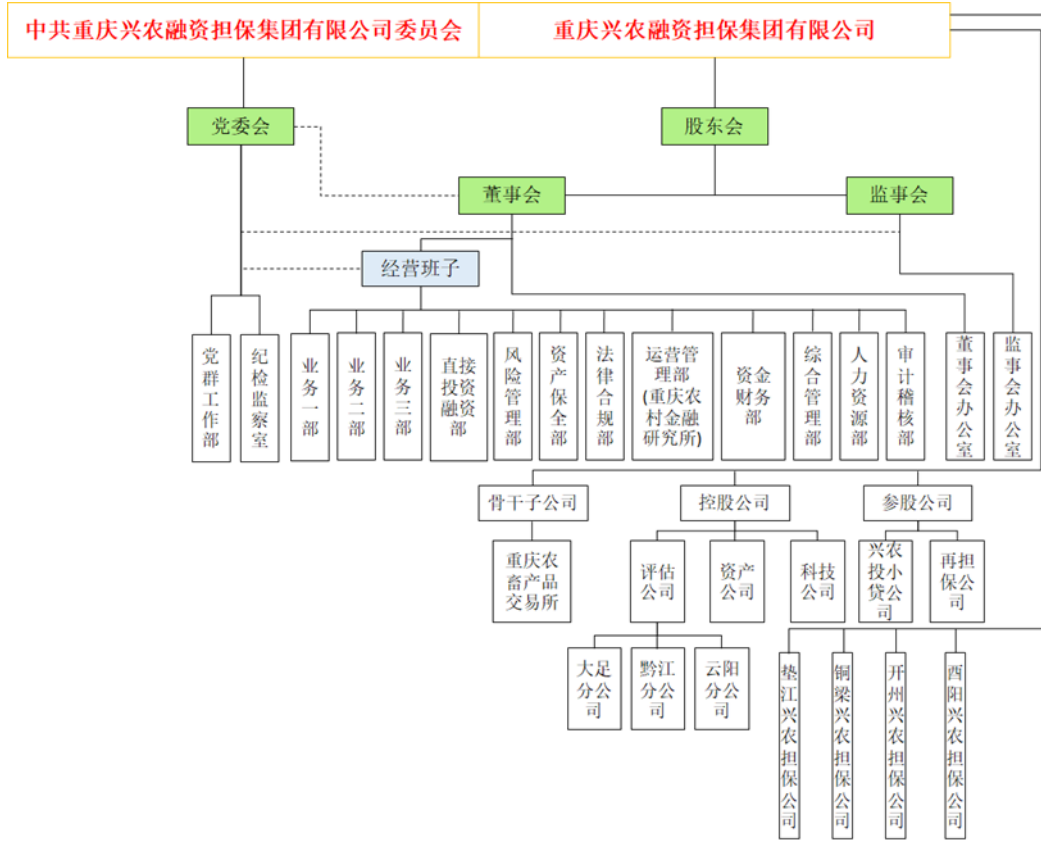 中共重庆兴农融资担保集团有限公司委员会
重庆兴农融资担保集团有限公司
党委会
股东会
董事会
监事会
经营班子
党群工作部
纪检监察室
业务一部
业务二部
业务三部
直接
投资
融资
部
风险管理部
资产保全部
法律合规部
运营管
理部
(重庆农
村金融
研究所)
资金
财务
部
综合管理部
人力资源部
审计稽核部
董事会办公室
监事会办公室
骨干子公司
控股公司
参股公司
重庆农
畜产品
交易所
评估
公司
资产
公司
科技
公司
兴农
投小
贷公
司
再担
保公
司
大足
分公
司
黔江
分公
司
云阳
分公
司
垫江兴农担保公司
铜梁兴农担保公司
开州兴农担保公司
酉阳兴农担保公司